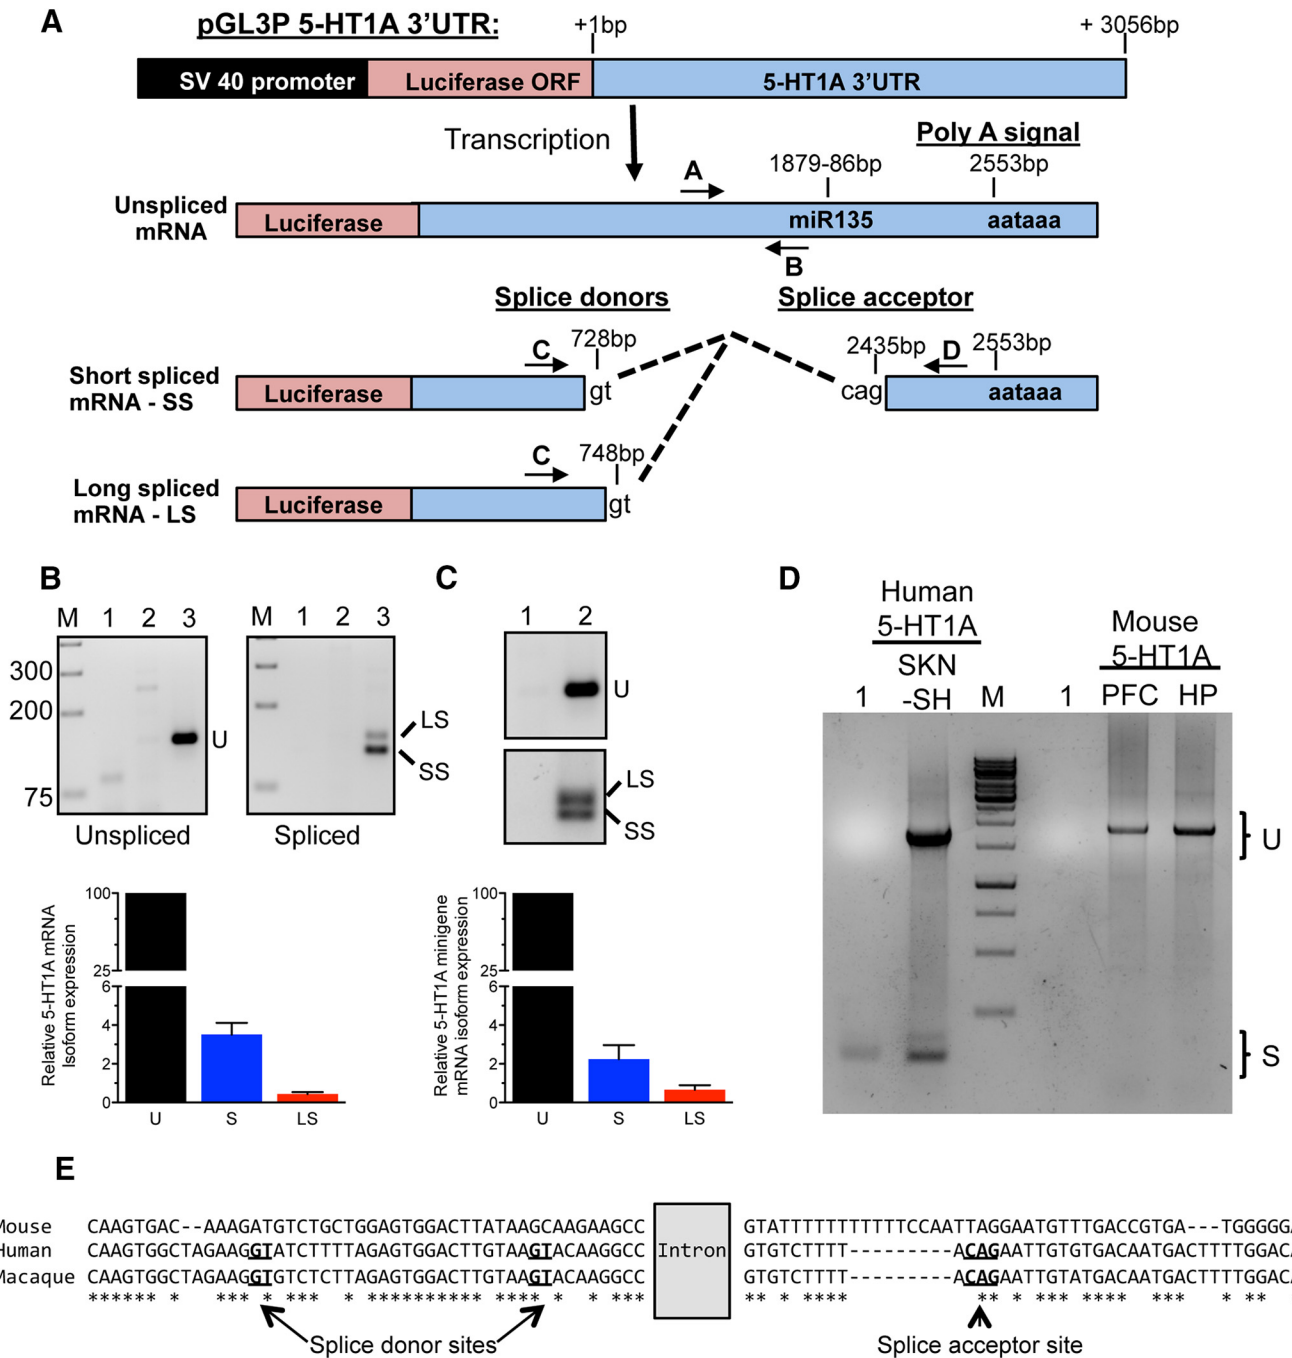 A
pGL3P 5-HT1A 3'UTR:
+1bp
+ 3056bp
SV 40 promoter
Luciferase ORF
5-HT1A 3'UTR
Transcription
Poly A signal
A
1879-86bp
2553bp
Unspliced
mRNA
Luciferase
miR135
aataaa
B
Splice donors
Splice acceptor
728bp
C
2435bp
D
2553bp
Short spliced
mRNA - SS
Luciferase
gt
cag
aataaa
748bp
C
Long spliced
mRNA - LS
Luciferase
gt
B
M 1 2 3
M 1 2 3
300
200
75
U
LS
SS
Unspliced
Spliced
Relative 5-HT1A mRNA
Isoform expression
100
25
6
4
2
0
U S LS
C
1 2
U
LS
SS
Relative 5-HT1A minigene
mRNA isoform expression
100
25
6
4
2
0
U S LS
D
Human
5-HT1A
Mouse
5-HT1A
1
SKN
-SH
M
1
PFC
HP
U
S
E
Mouse CAAGTGAC--AAAGATGTCTGCTGGAGTGGACTTATAAGCAAGAAGCC GTATTTTTTTTTTTCCAATTAGGAATGTTTGACCGTGA---TGGGGGA
Human CAAGTGGCTAGAAGGTATCTTTTAGAGTGGACTTGTAAGTACAAGGCC Intron GTGTCTTTT----------ACAGAATTGTGTGACAATGACTTTTGGACA
Macaque CAAGTGGCTAGAAGGTGTCTCTTAGAGTGGACTTGTAAGTACAAGGCC GTGTCTTTT----------ACAGAATTGTATGACAATGACTTTTGGACA
****** * *** * *** * ********** **** * * *** ** * ****** ** * *** **** *** * **
Splice donor sites
Splice acceptor site